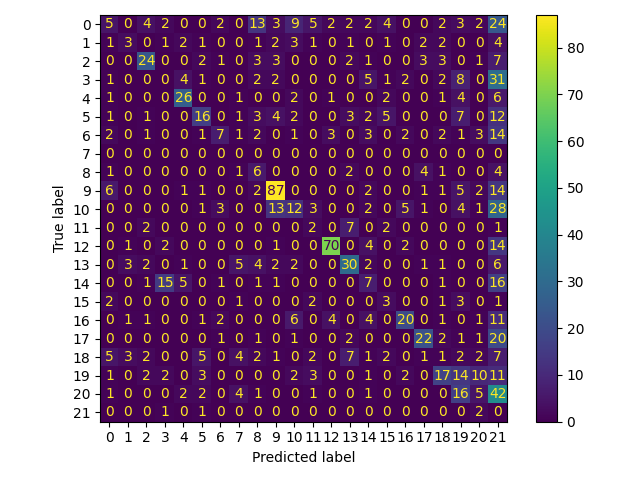 0 5 0 4 2 0 0 2 0 13 3 9 5 2 2 2 4 0 0 2 3 2 24
1 1 3 0 1 2 1 0 0 1 2 3 1 0 1 0 1 0 2 2 0 0 4
2 0 0 24 0 0 2 1 0 3 3 0 0 0 2 1 0 0 3 3 0 1 7
3 1 0 0 0 4 1 0 0 2 2 0 0 0 0 5 1 2 0 2 8 0 31
4 0 0 0 0 26 0 0 1 0 0 2 0 1 0 0 2 0 0 1 4 0 6
5 1 0 1 0 0 16 0 1 3 4 2 0 0 3 2 5 0 0 0 7 0 12
6 2 0 1 0 0 1 7 1 2 0 1 0 3 0 3 0 2 0 2 1 3 14
7 0 0 0 0 0 0 0 0 0 0 0 0 0 0 0 0 0 0 0 0 0 0
8 1 0 0 0 0 0 0 1 6 0 0 0 0 2 0 0 0 4 1 0 0 4
9 6 0 0 0 1 1 0 0 2 87 0 0 0 0 2 0 0 1 1 5 2 14
10 0 0 0 0 0 1 3 0 0 13 12 3 0 0 2 0 5 1 0 4 1 28
11 0 0 2 0 0 0 0 0 0 0 0 2 0 7 0 2 0 0 0 0 0 1
12 0 1 0 2 0 0 0 0 0 1 0 0 70 0 4 0 2 0 0 0 0 14
13 0 3 2 0 1 0 0 5 4 2 2 0 0 30 2 0 0 1 1 0 0 6
14 0 0 1 15 5 0 1 0 1 1 0 0 0 0 7 0 0 0 1 0 0 16
15 2 0 0 0 0 0 0 1 0 0 0 2 0 0 0 3 0 0 1 3 0 1
16 0 1 1 0 0 1 2 0 0 0 6 0 4 0 4 0 20 0 1 0 1 11
17 0 0 0 0 0 0 1 0 1 0 1 0 0 2 0 0 0 22 2 1 1 20
18 5 3 2 0 0 5 0 4 2 1 0 2 0 7 1 2 0 1 1 2 2 7
19 1 0 2 2 0 3 0 0 0 0 2 3 0 0 1 0 2 0 17 14 10 11
20 1 0 0 0 2 2 0 4 1 0 0 1 0 0 1 0 0 0 0 16 5 42
21 0 0 0 1 0 1 0 0 0 0 0 0 0 0 0 0 0 0 0 0 2 0
0 1 2 3 4 5 6 7 8 9 10 11 12 13 14 15 16 17 18 19 20 21
Predicted label
True label
80
70
60
50
40
30
20
10
0